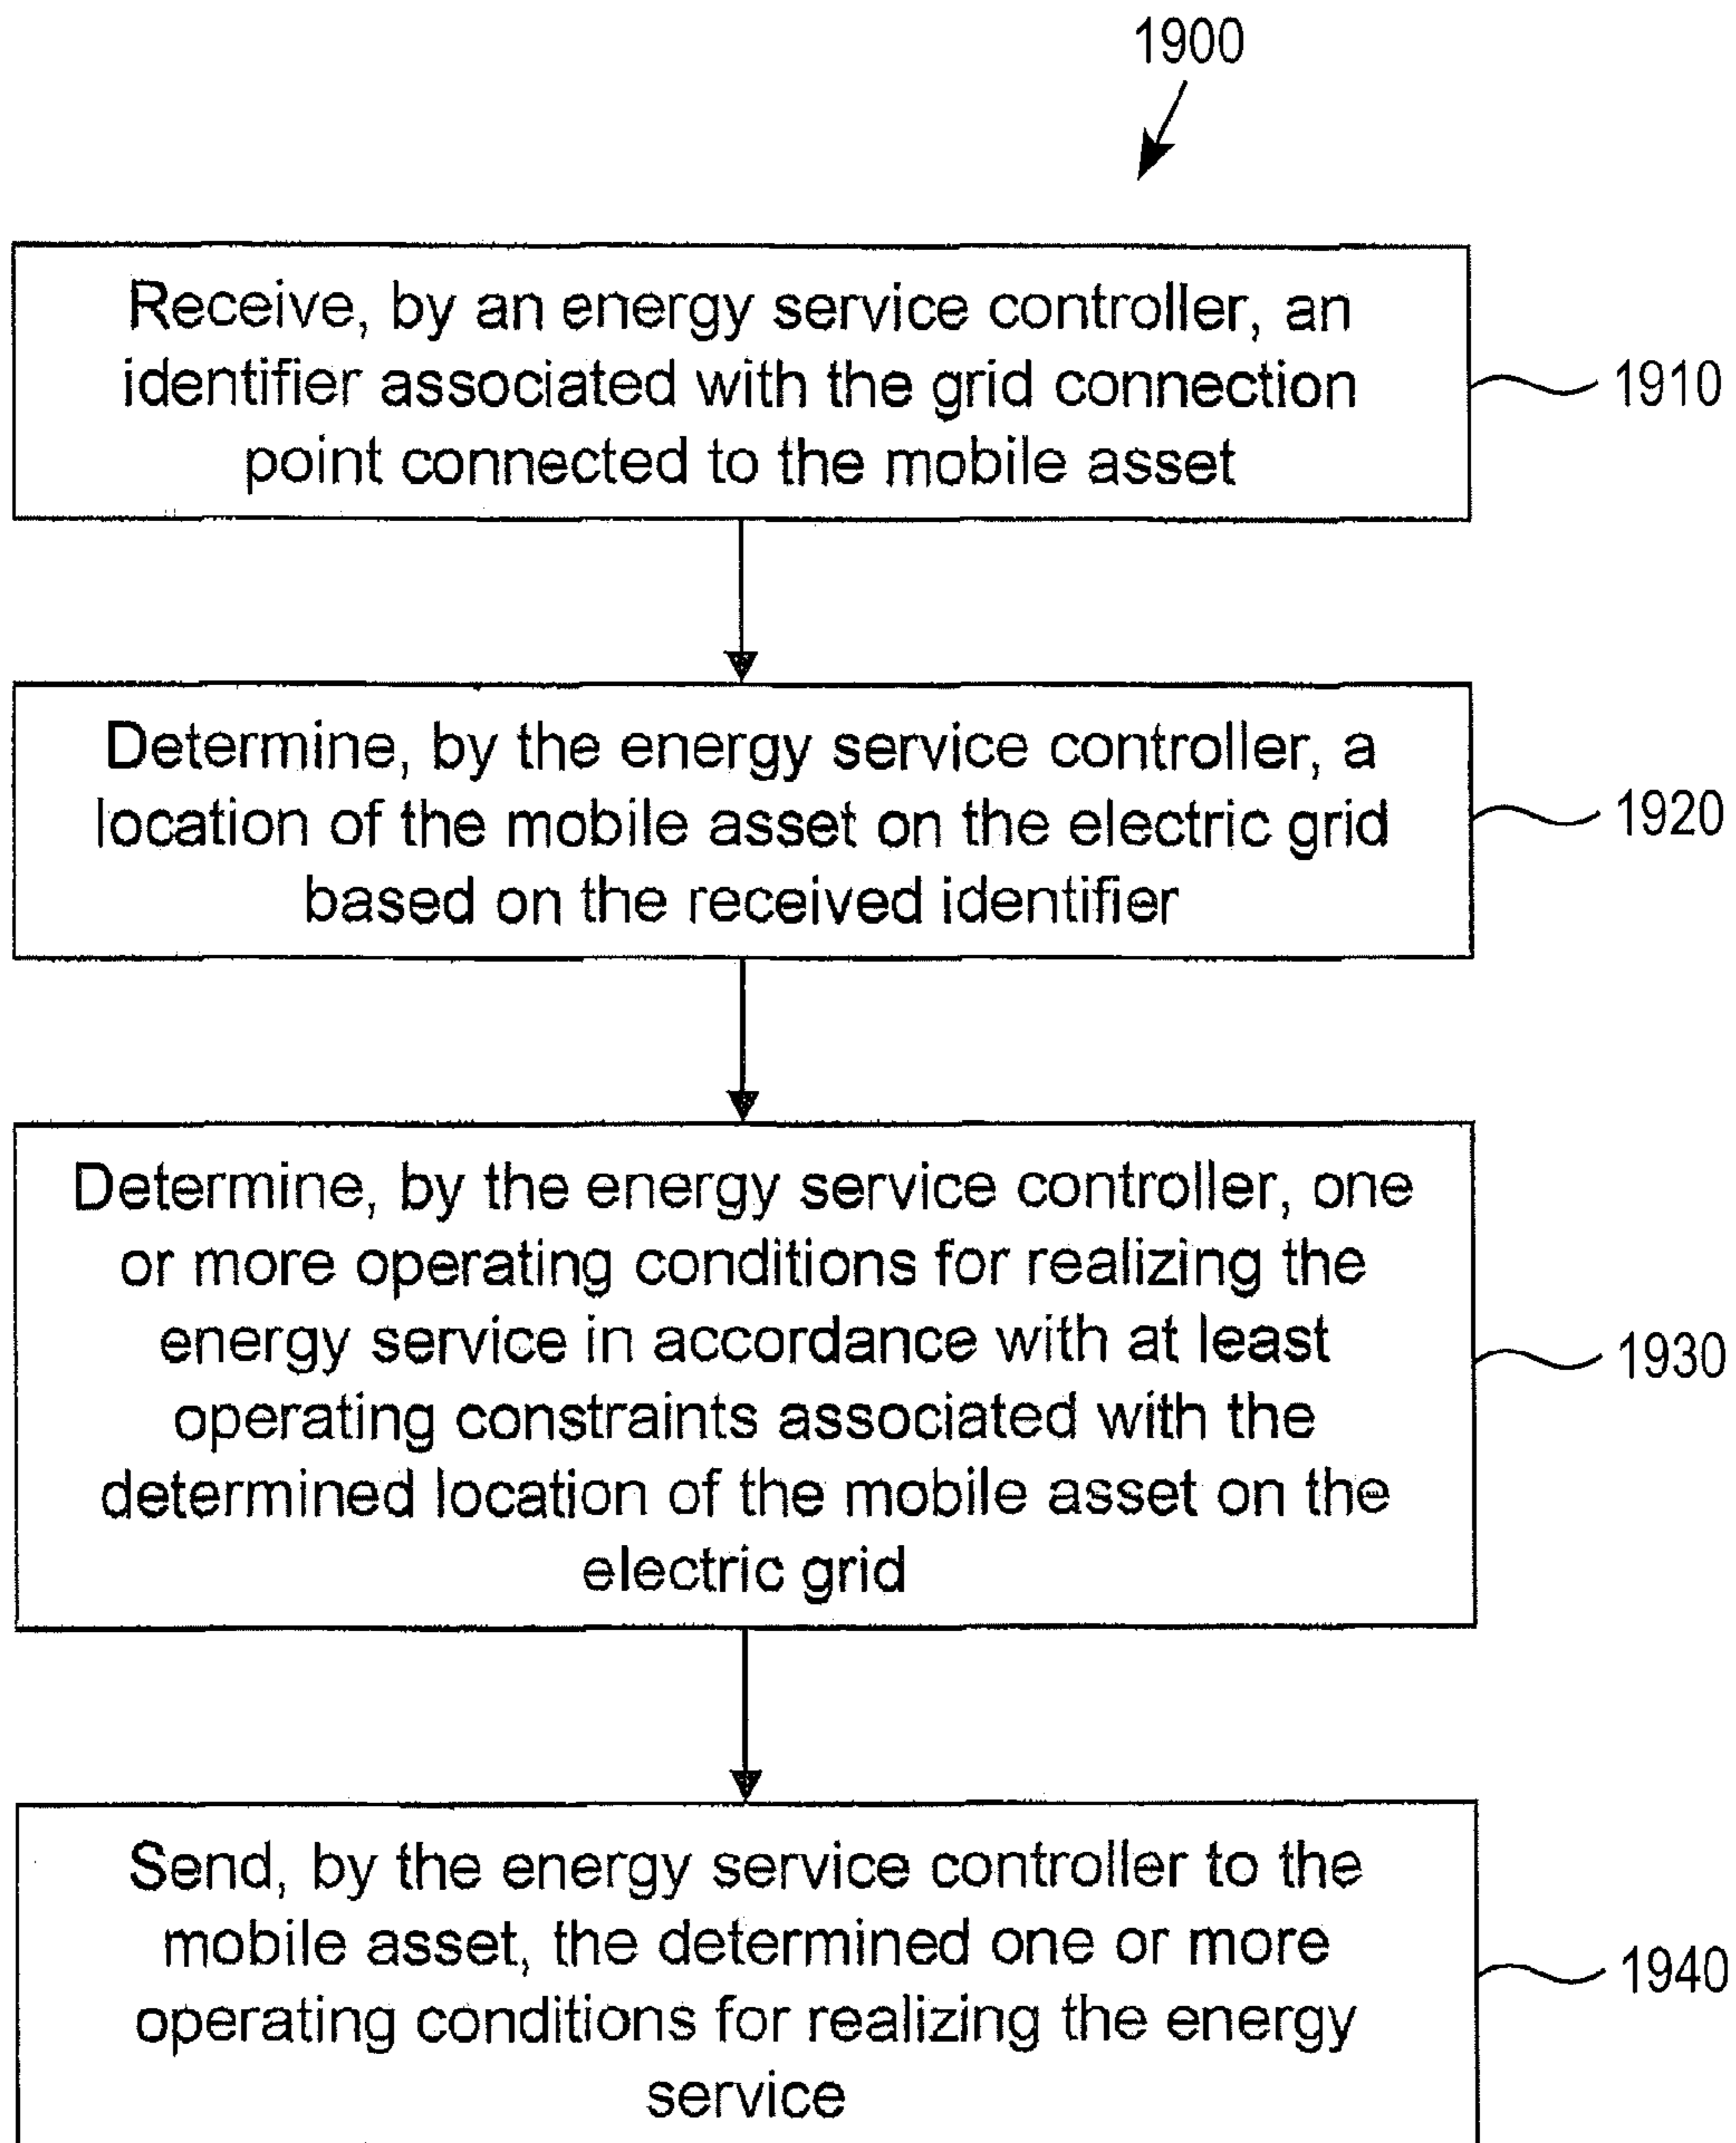 1900
Receive, by an energy service controller, an
identifier associated with the grid connection
point connected to the mobile asset
1910
Determine, by the energy service controller, a
location of the mobile asset on the electric grid
based on the received identifier
1920
Determine, by the energy service controller, one
or more operating conditions for realizing the
energy service in accordance with at least
operating constraints associated with the
determined location of the mobile asset on the
electric grid
1930
Send, by the energy service controller to the
mobile asset, the determined one or more
operating conditions for realizing the energy
service
1940